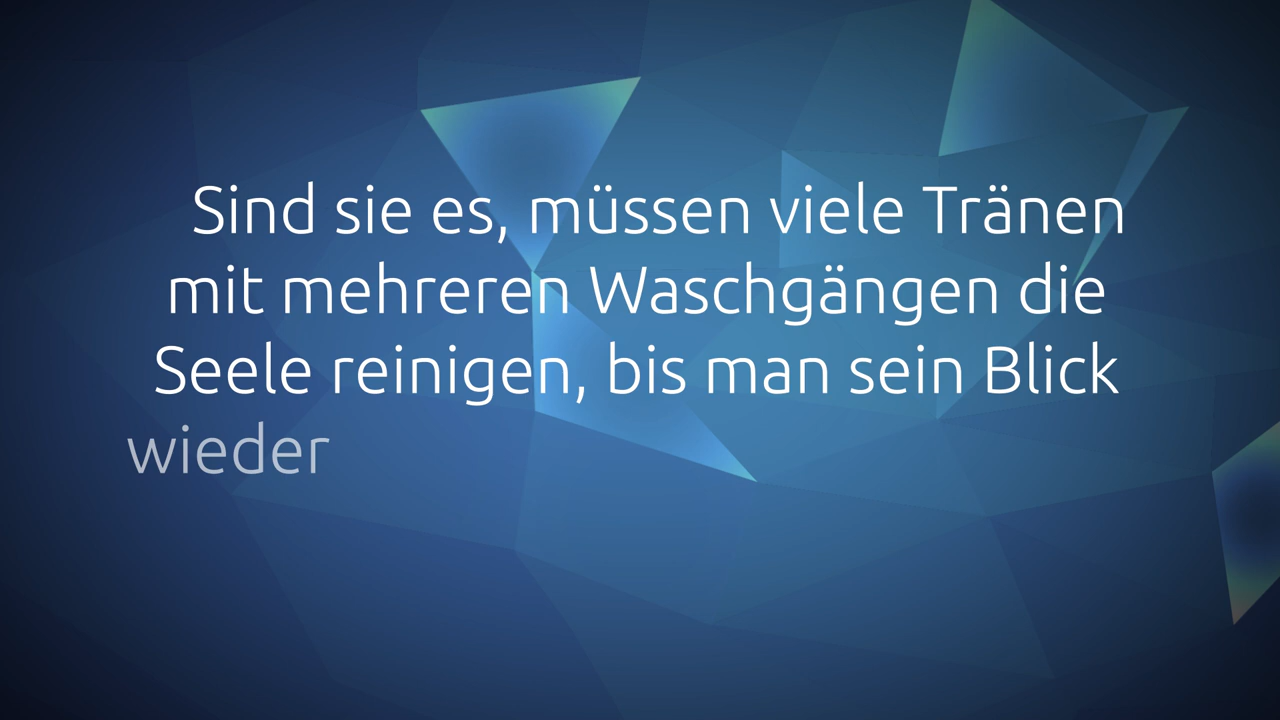 Sind sie es, müssen viele Tränen
mit mehreren Waschgängen die
Seele reinigen, bis man sein Blick
wieder